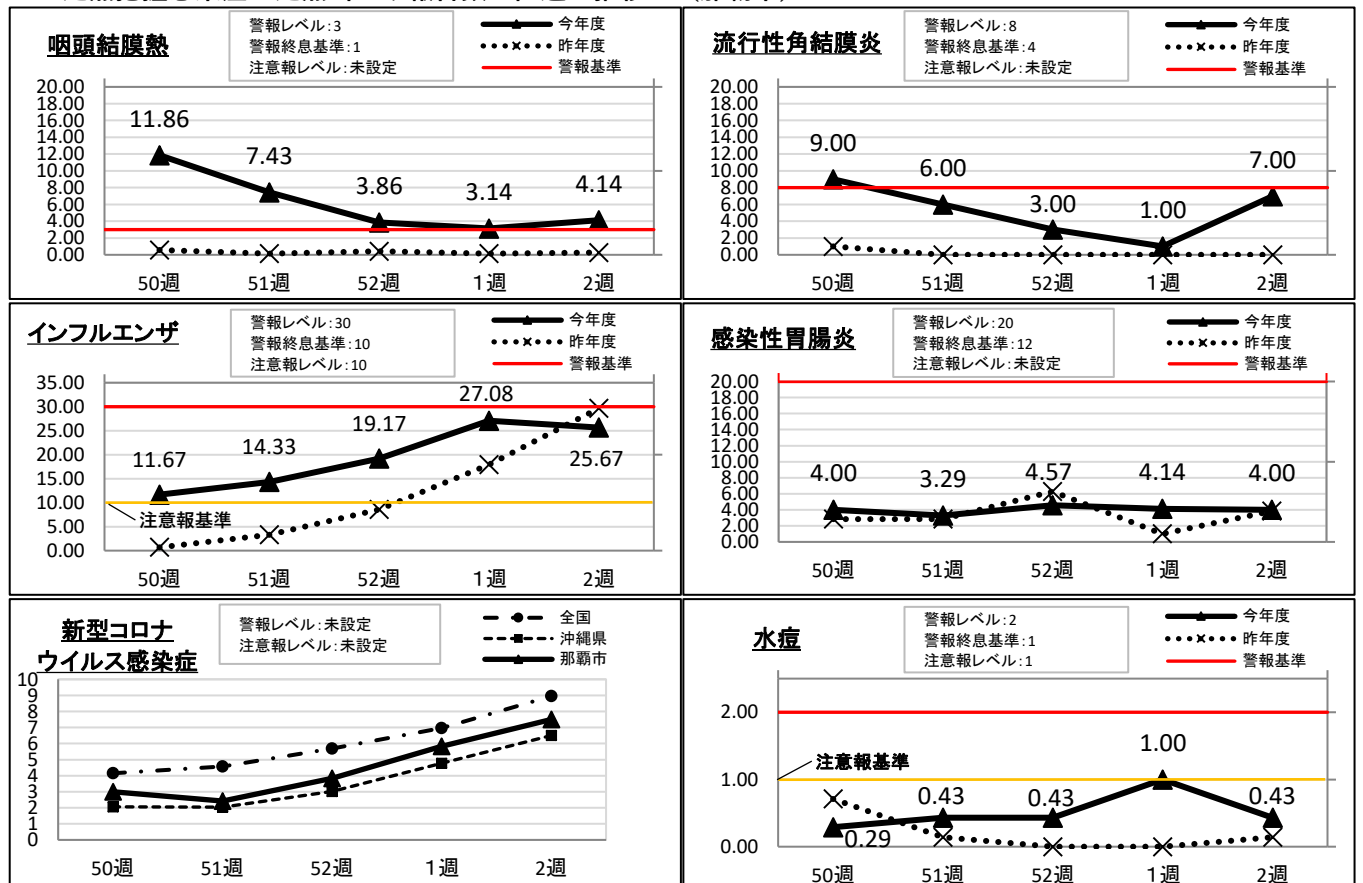 咽頭結膜熱
警報レベル:3
警報終息基準:1
注意報レベル:未設定
今年度
昨年度
警報基準
20.00
18.00
16.00
14.00
12.00
10.00
8.00
6.00
4.00
2.00
0.00
11.86
7.43
3.86
3.14
4.14
50週
51週
52週
1週
2週
流行性角結膜炎
警報レベル:8
警報終息基準:4
注意報レベル:未設定
今年度
昨年度
警報基準
20.00
18.00
16.00
14.00
12.00
10.00
8.00
6.00
4.00
2.00
0.00
9.00
6.00
3.00
1.00
7.00
50週
51週
52週
1週
2週
インフルエンザ
警報レベル:30
警報終息基準:10
注意報レベル:10
今年度
昨年度
警報基準
35.00
30.00
25.00
20.00
15.00
10.00
5.00
0.00
11.67
14.33
19.17
27.08
25.67
注意報基準
50週
51週
52週
1週
2週
感染性胃腸炎
警報レベル:20
警報終息基準:12
注意報レベル:未設定
今年度
昨年度
警報基準
20.00
18.00
16.00
14.00
12.00
10.00
8.00
6.00
4.00
2.00
0.00
4.00
3.29
4.57
4.14
4.00
50週
51週
52週
1週
2週
新型コロナ
ウイルス感染症
警報レベル:未設定
注意報レベル:未設定
全国
沖縄県
那覇市
10
9
8
7
6
5
4
3
2
1
0
50週
51週
52週
1週
2週
水痘
警報レベル:2
警報終息基準:1
注意報レベル:1
今年度
昨年度
警報基準
2.00
1.00
0.00
注意報基準
0.29
0.43
0.43
1.00
0.43
50週
51週
52週
1週
2週